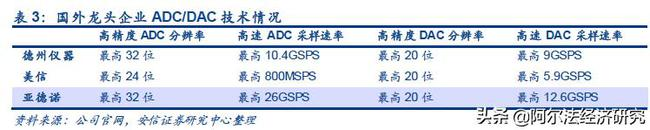 表 3：国外龙头企业 ADC/DAC 技术情况
高精度 ADC 分辨率 高速 ADC 采样速率 高精度 DAC 分辨率 高速 DAC 采样速率
德州仪器 最高 32 位 最高 10.4GSPS 最高 20 位 最高 9GSPS
美信 最高 24 位 最高 800MSPS 最高 20 位 最高 5.9GSPS
亚德诺 最高 32 位 最高 26GSPS 最高 20 位 最高 12.6GSPS
资料来源：公司官网，安信证券研究中心整理
头条 @阿尔法经济研究